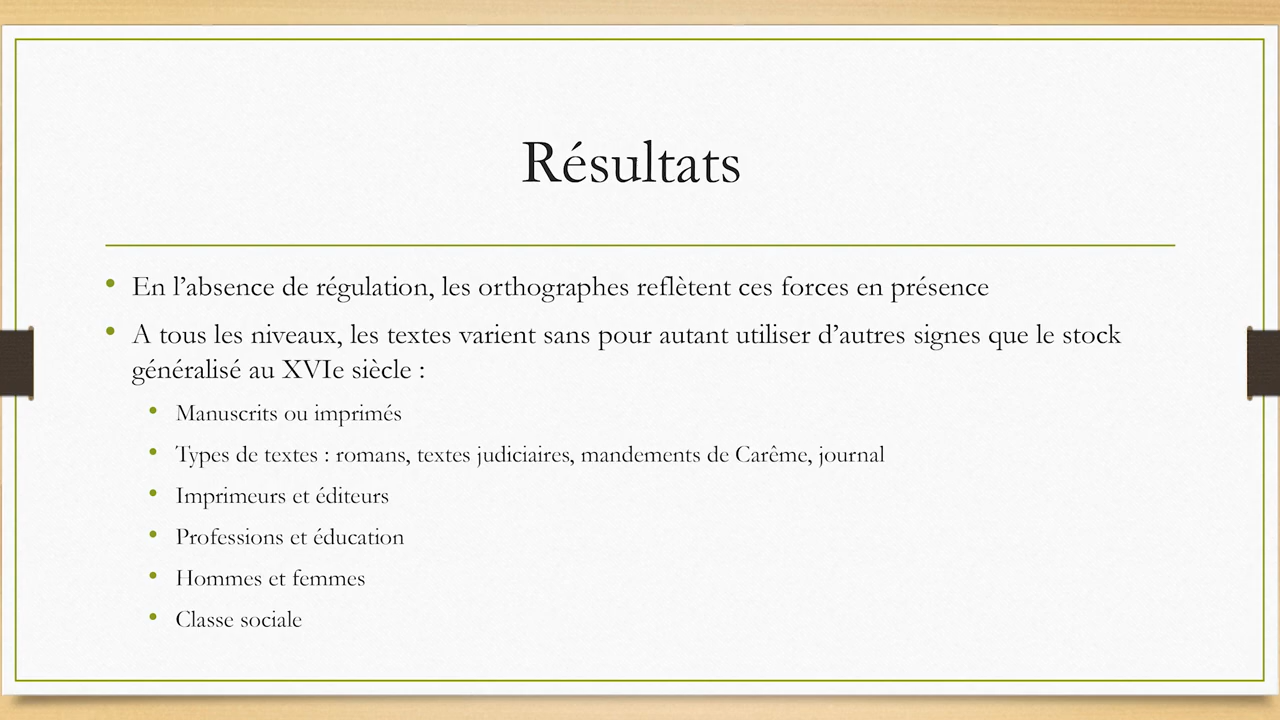 Résultats
• En l’absence de régulation, les orthographes reflètent ces forces en présence
• A tous les niveaux, les textes varient sans pour autant utiliser d’autres signes que le stock
généralisé au XVIe siècle :
• Manuscrits ou imprimés
• Types de textes : romans, textes judiciaires, mandements de Carême, journal
• Imprimeurs et éditeurs
• Professions et éducation
• Hommes et femmes
• Classe sociale